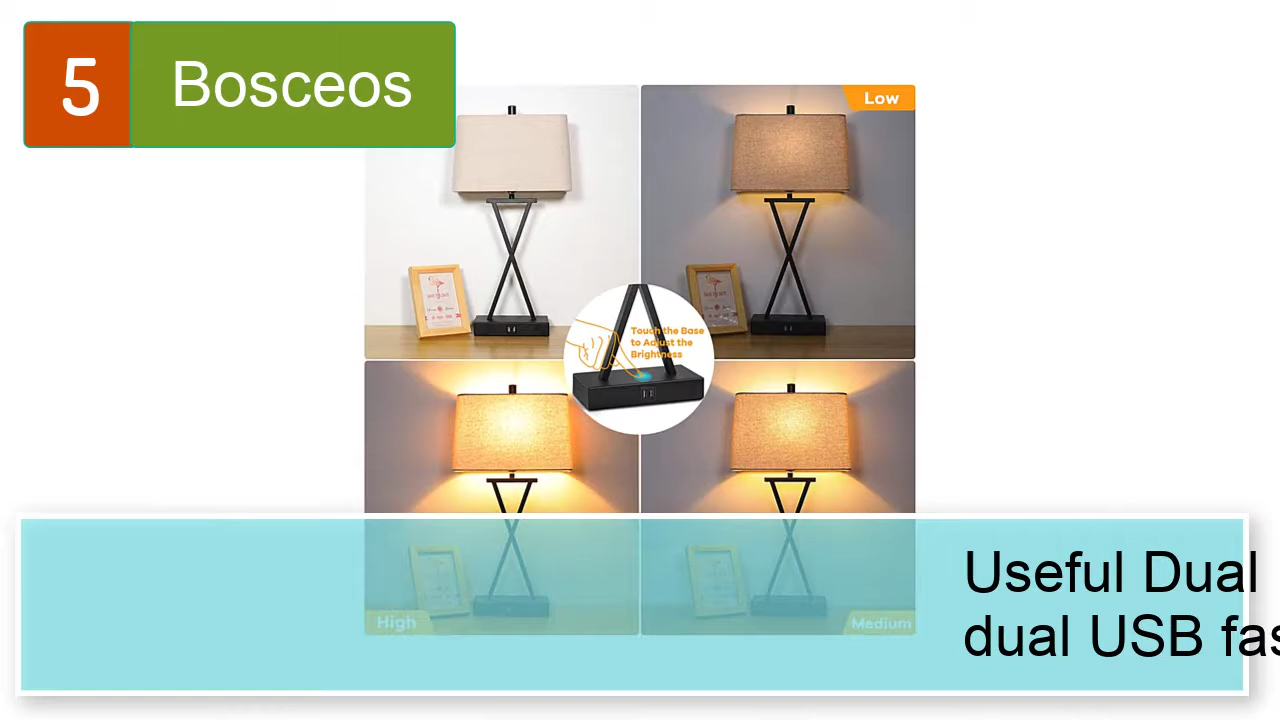 5
Bosceos
Low
Touch the Base
to Adjust the
Brightness
High
Medium
Useful Dual
dual USB fas